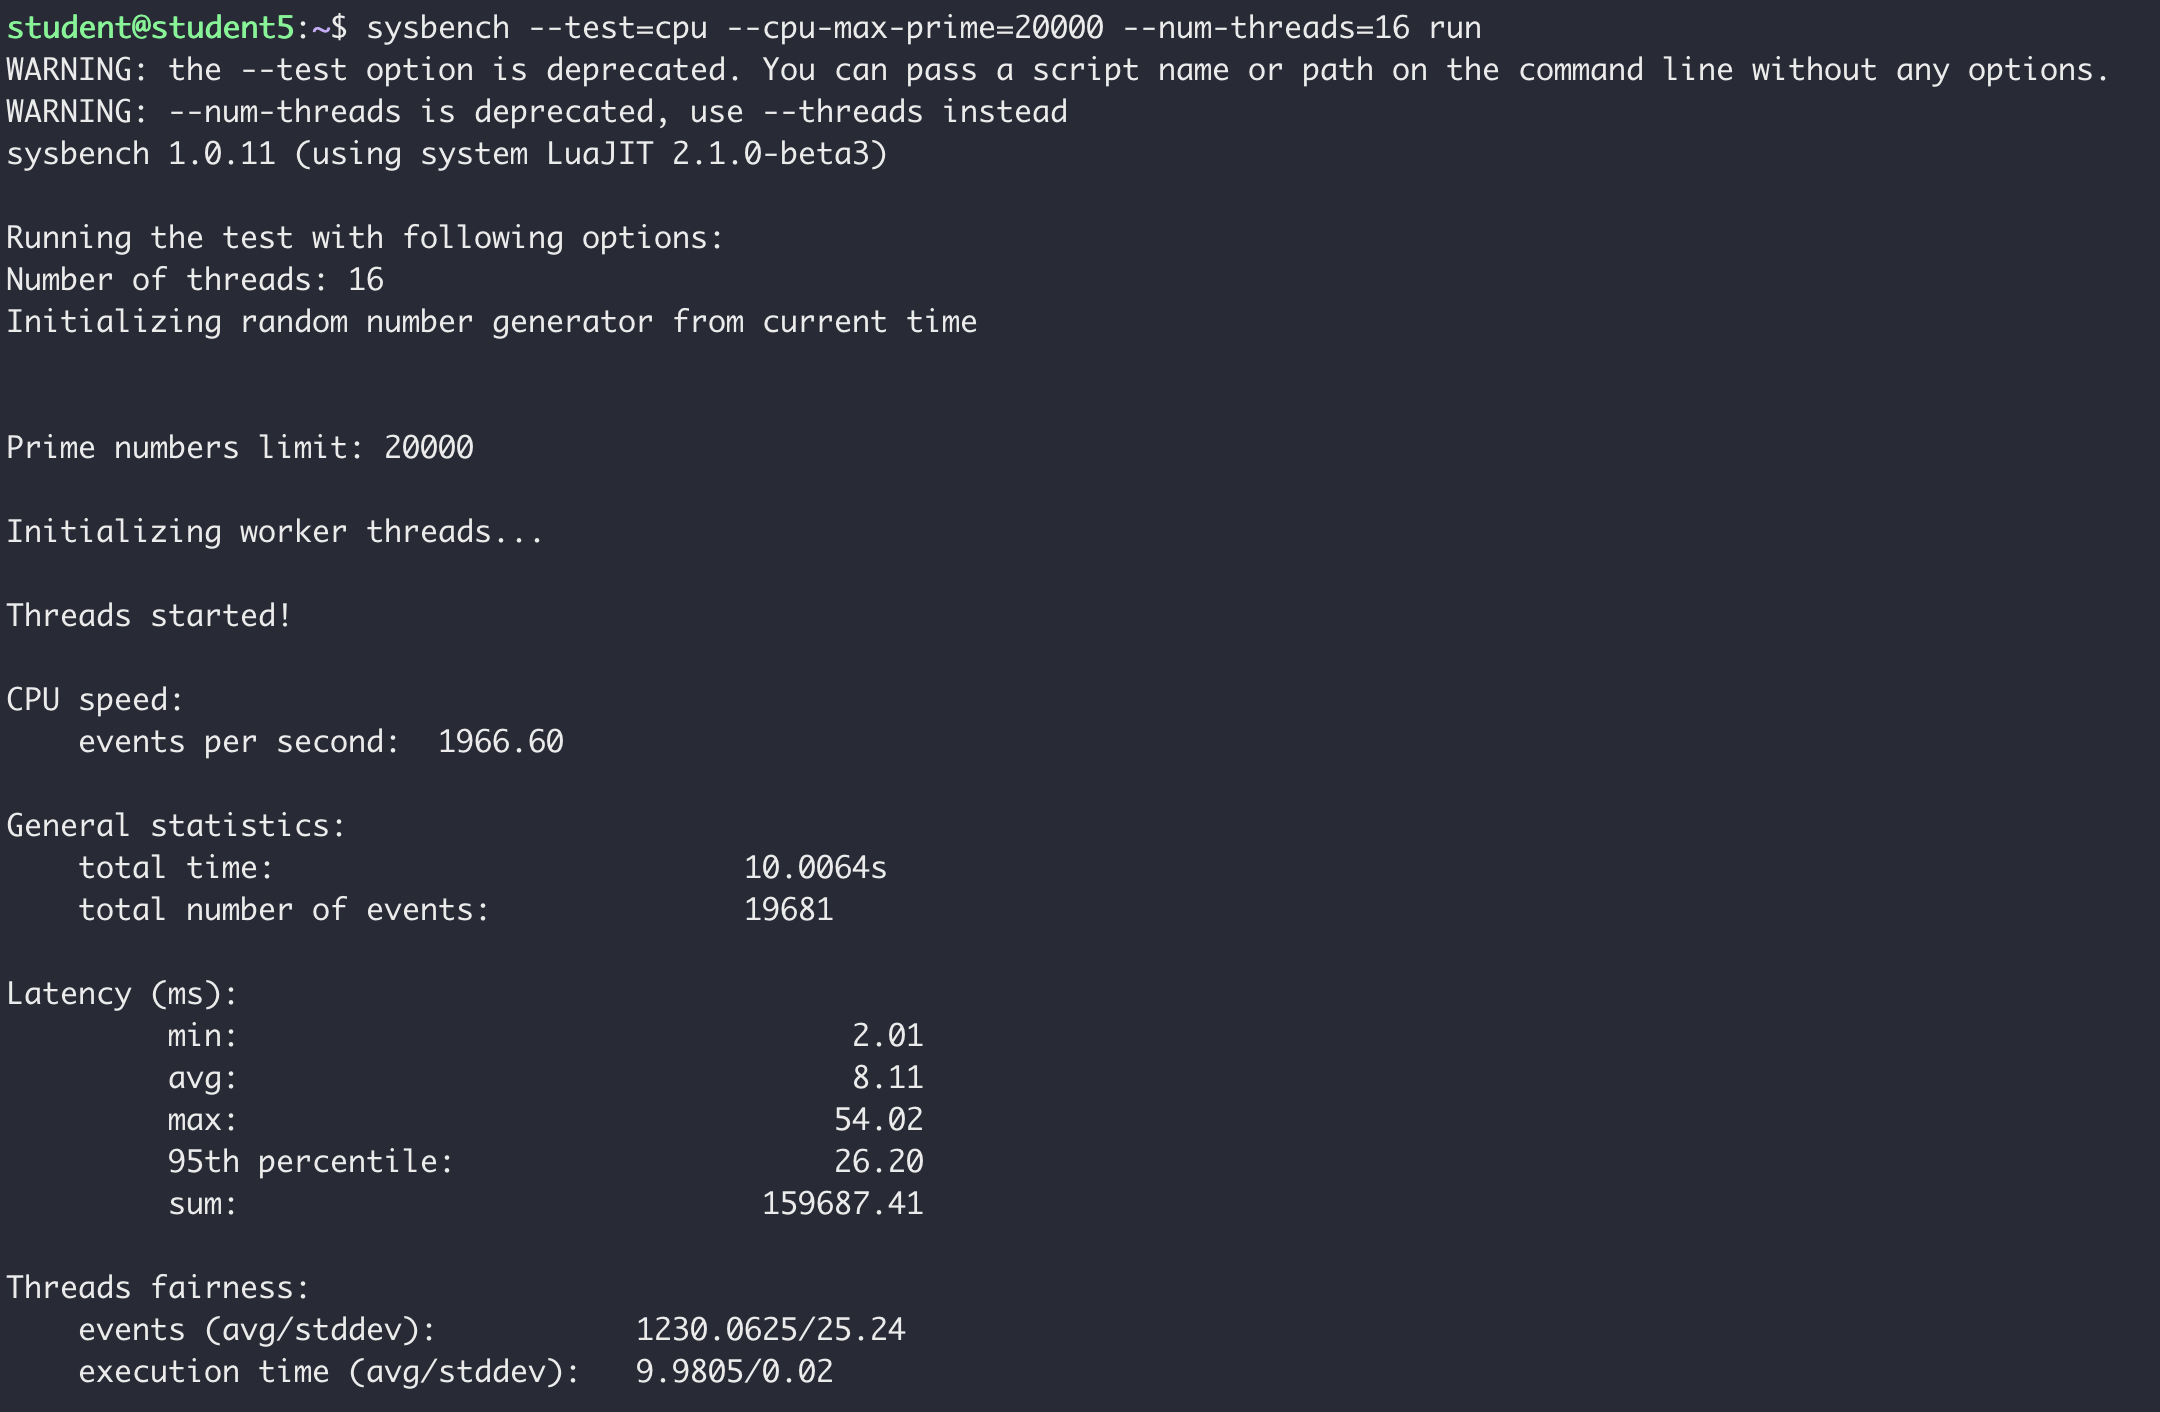 student@student5:~$ sysbench --test=cpu --cpu-max-prime=20000 --num-threads=16 run
WARNING: the --test option is deprecated. You can pass a script name or path on the command line without any options.
WARNING: --num-threads is deprecated, use --threads instead
sysbench 1.0.11 (using system LuaJIT 2.1.0-beta3)
Running the test with following options:
Number of threads: 16
Initializing random number generator from current time
Prime numbers limit: 20000
Initializing worker threads...
Threads started!
CPU speed:
    events per second:  1966.60
General statistics:
    total time:                          10.0064s
    total number of events:              19681
Latency (ms):
         min:                                  2.01
         avg:                                  8.11
         max:                                 54.02
         95th percentile:                     26.20
         sum:                             159687.41
Threads fairness:
    events (avg/stddev):           1230.0625/25.24
    execution time (avg/stddev):   9.9805/0.02